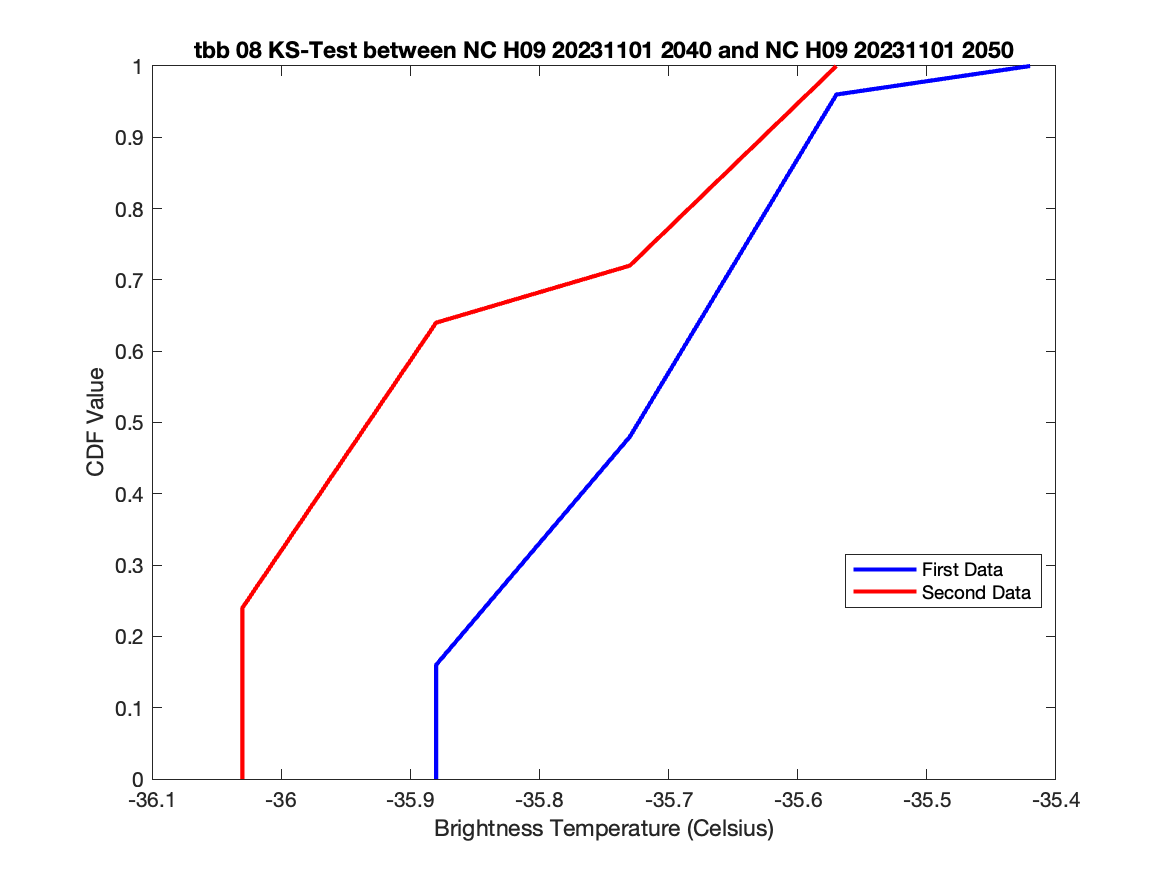 tbb 08 KS-Test between NC H09 20231101 2040 and NC H09 20231101 2050
1
0.9
0.8
0.7
0.6
0.5
0.4
0.3
0.2
0.1
0
CDF Value
First Data
Second Data
-36.1 -36 -35.9 -35.8 -35.7 -35.6 -35.5 -35.4
Brightness Temperature (Celsius)